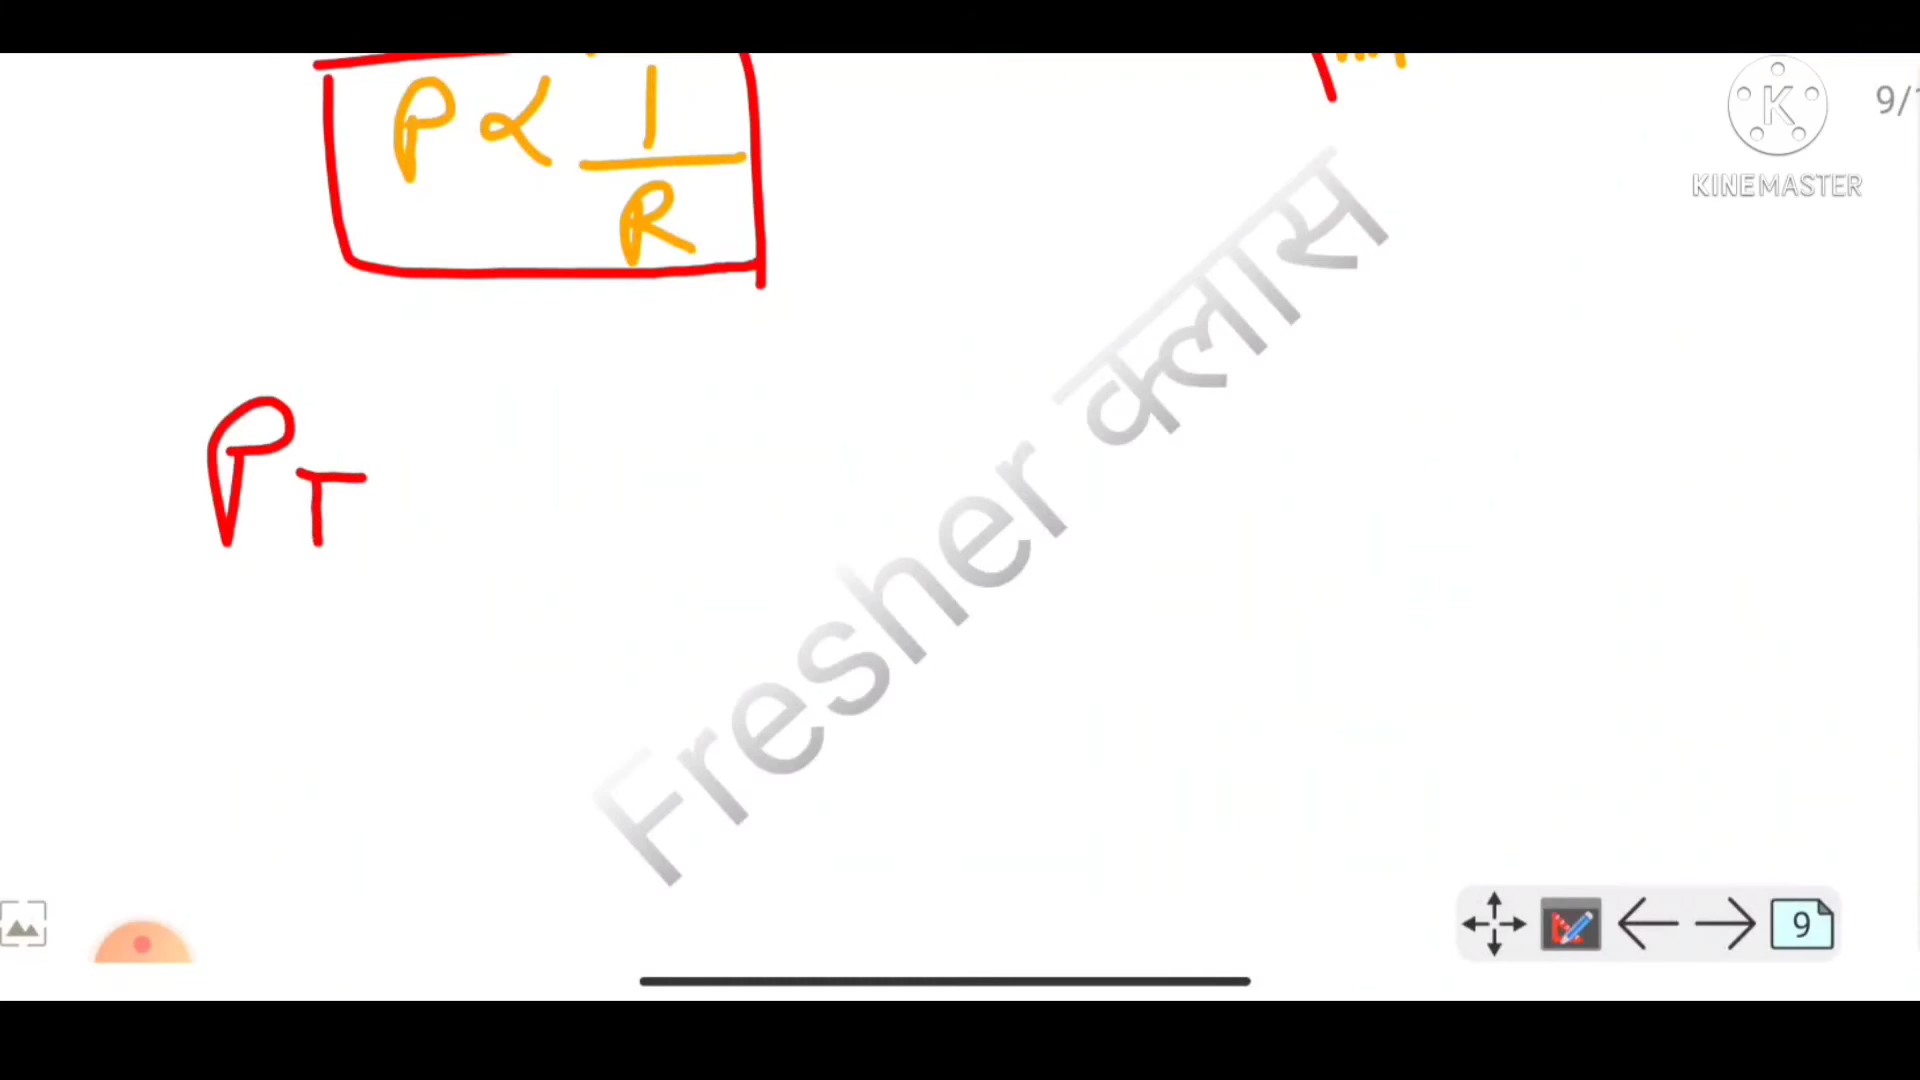 P ∝ 1/R
KINEMASTER
9/
P_T
Fresher क्लास
9